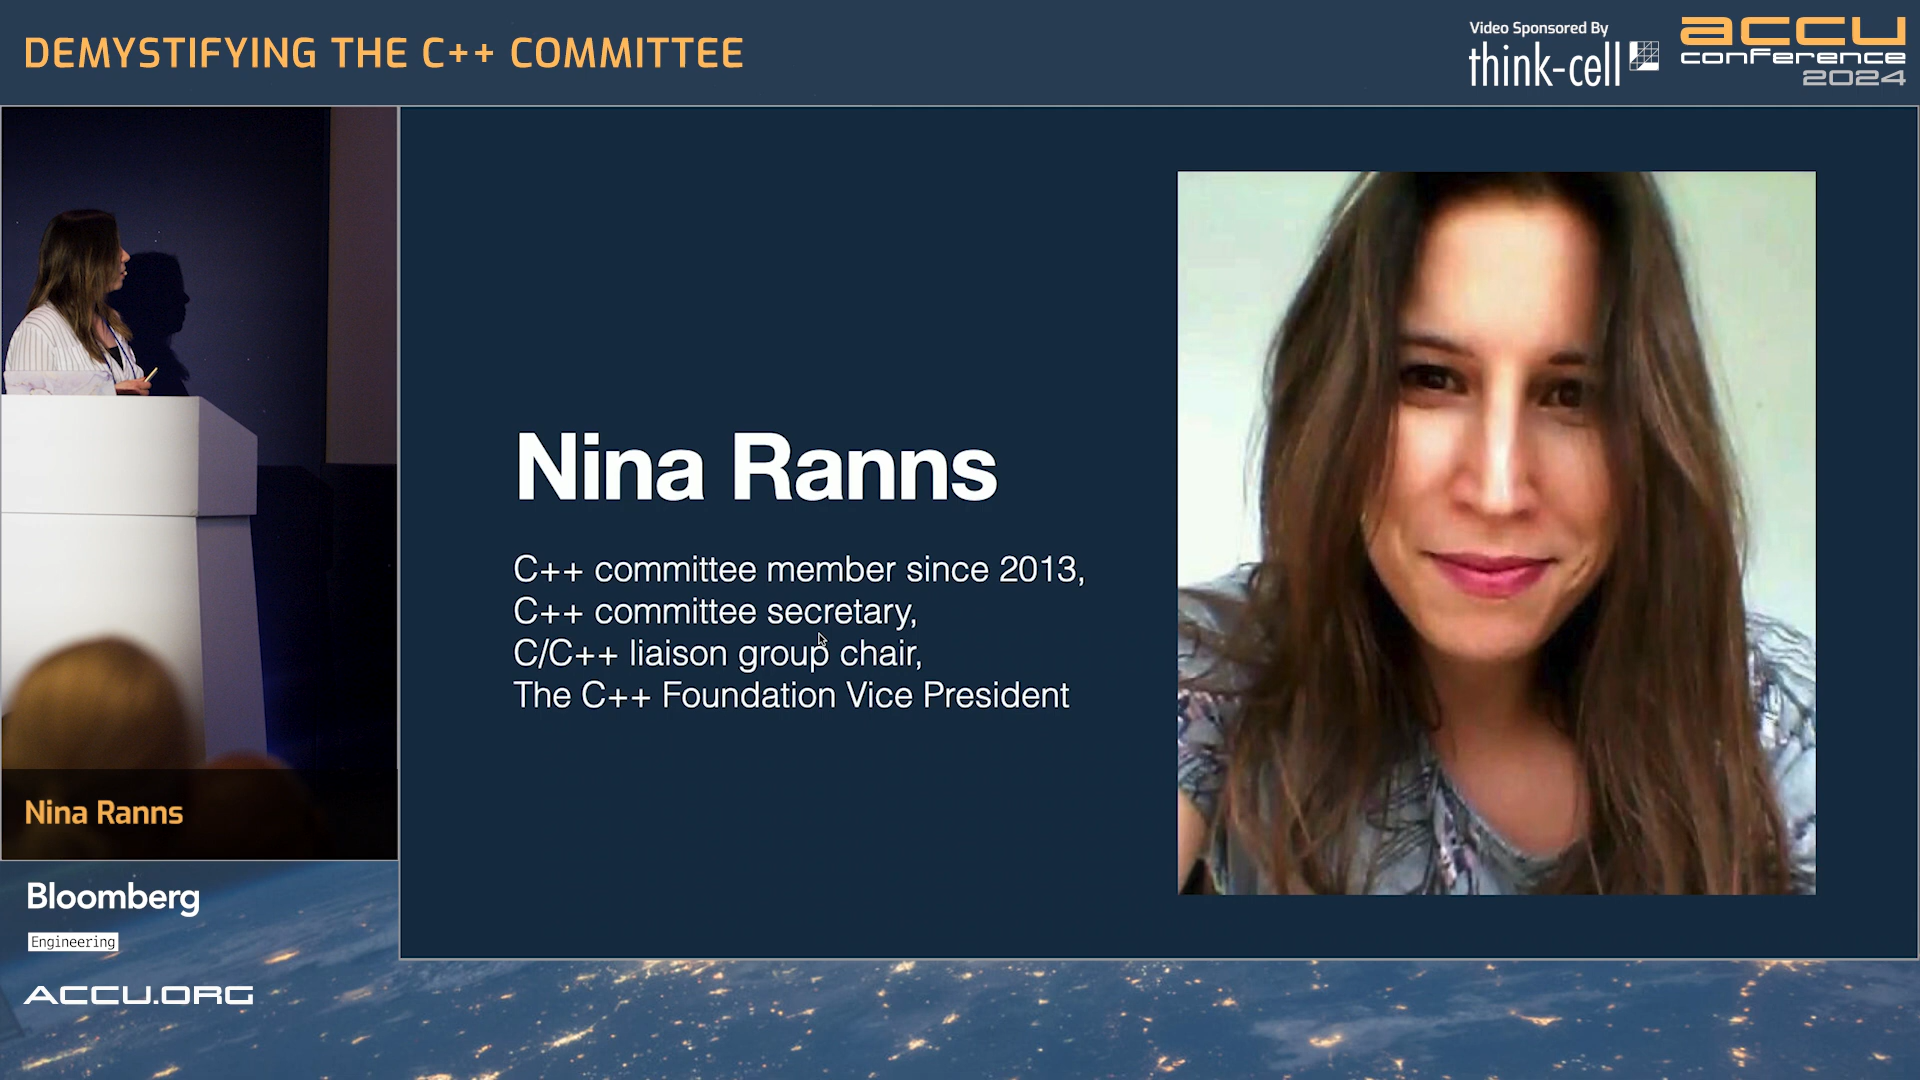 DEMYSTIFYING THE C++ COMMITTEE
Video Sponsored By
think-cell
accu
conference
2024
Nina Ranns
C++ committee member since 2013,
C++ committee secretary,
C/C++ liaison group chair,
The C++ Foundation Vice President
Nina Ranns
Bloomberg
Engineering
ACCU.ORG